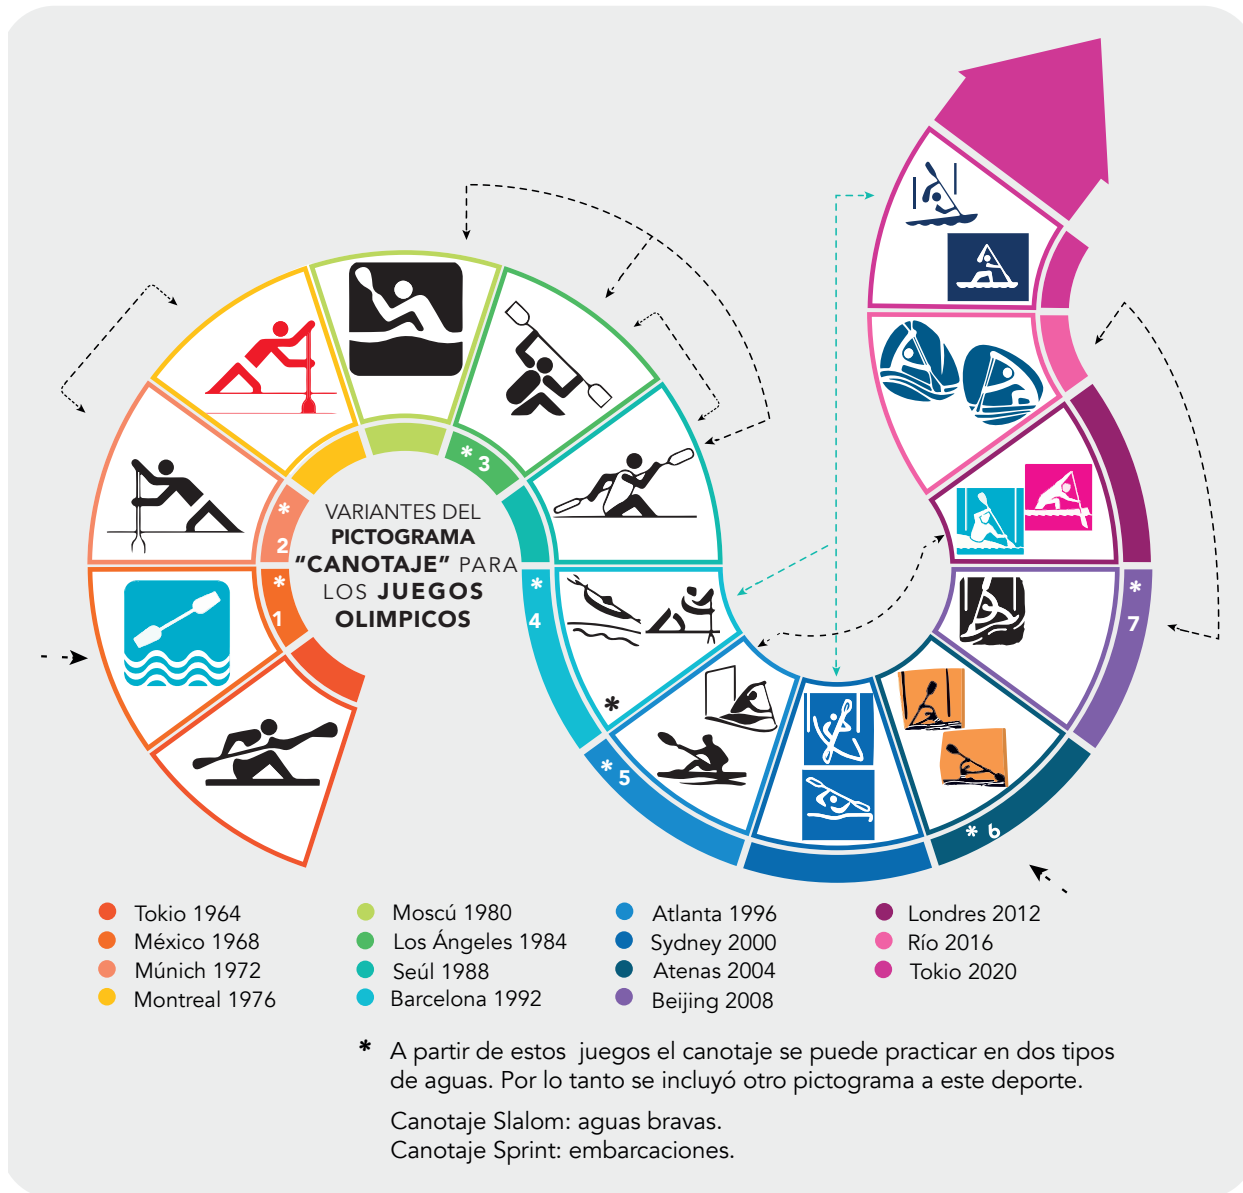 * 3
*
2
*
1
VARIANTES DEL
PICTOGRAMA
"CANOTAJE" PARA
LOS JUEGOS
OLIMPICOS
*
4
*
* 5
* 6
*
7
Tokio 1964
México 1968
Múnich 1972
Montreal 1976
Moscú 1980
Los Ángeles 1984
Seúl 1988
Barcelona 1992
Atlanta 1996
Sydney 2000
Atenas 2004
Beijing 2008
Londres 2012
Río 2016
Tokio 2020
* A partir de estos juegos el canotaje se puede practicar en dos tipos
de aguas. Por lo tanto se incluyó otro pictograma a este deporte.
Canotaje Slalom: aguas bravas.
Canotaje Sprint: embarcaciones.